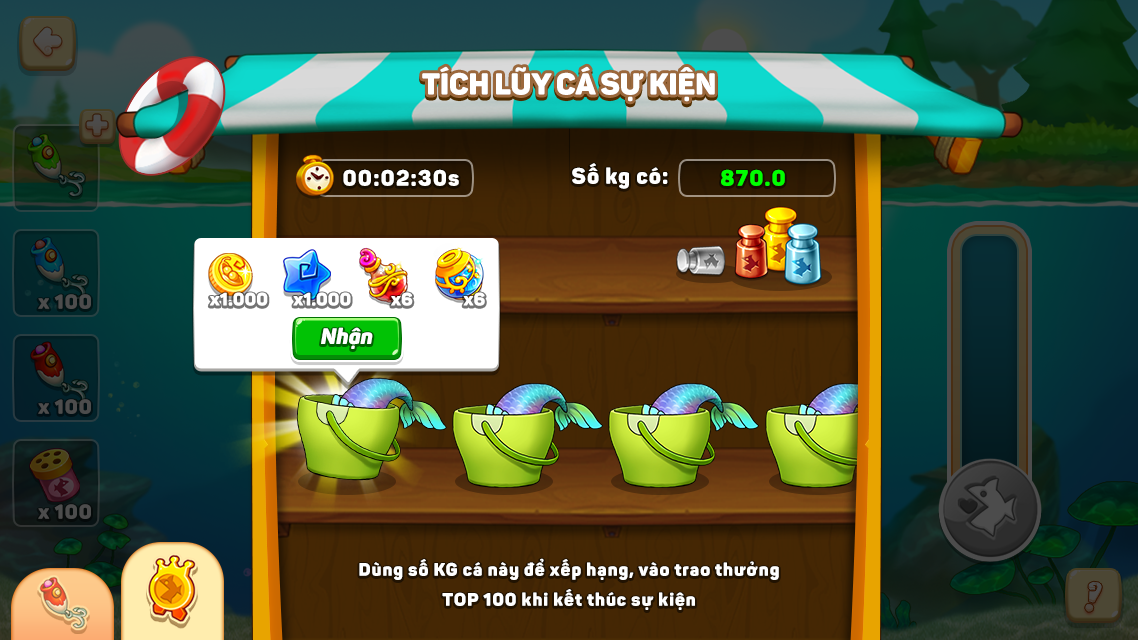 TÍCH LŨY CÁ SỰ KIỆN
00:02:30s
Số kg có:
870.0
x1.000
x1.000
x6
x6
Nhận
x 100
x 100
x 100
Dùng số KG cá này để xếp hạng, vào trao thưởng
TOP 100 khi kết thúc sự kiện